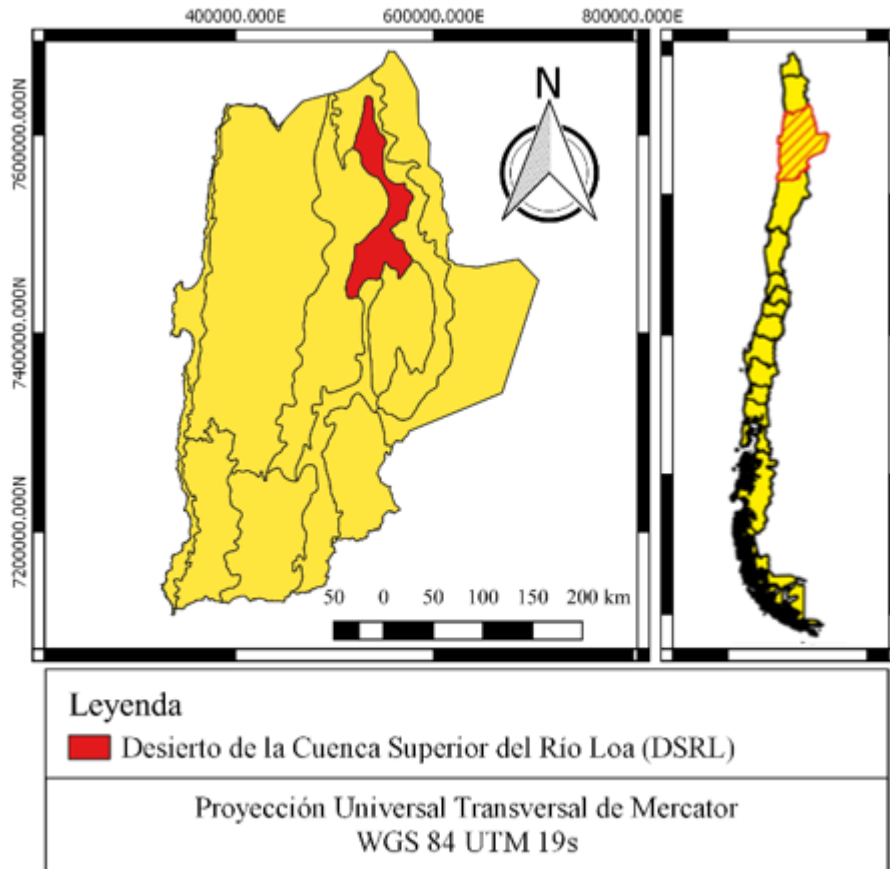 400000.000E 600000.000E 800000.000E
7600000.000N
7400000.000N
7200000.000N
N
50 0 50 100 150 200 km
Leyenda
Desierto de la Cuenca Superior del Río Loa (DSRL)
Proyección Universal Transversal de Mercator
WGS 84 UTM 19s